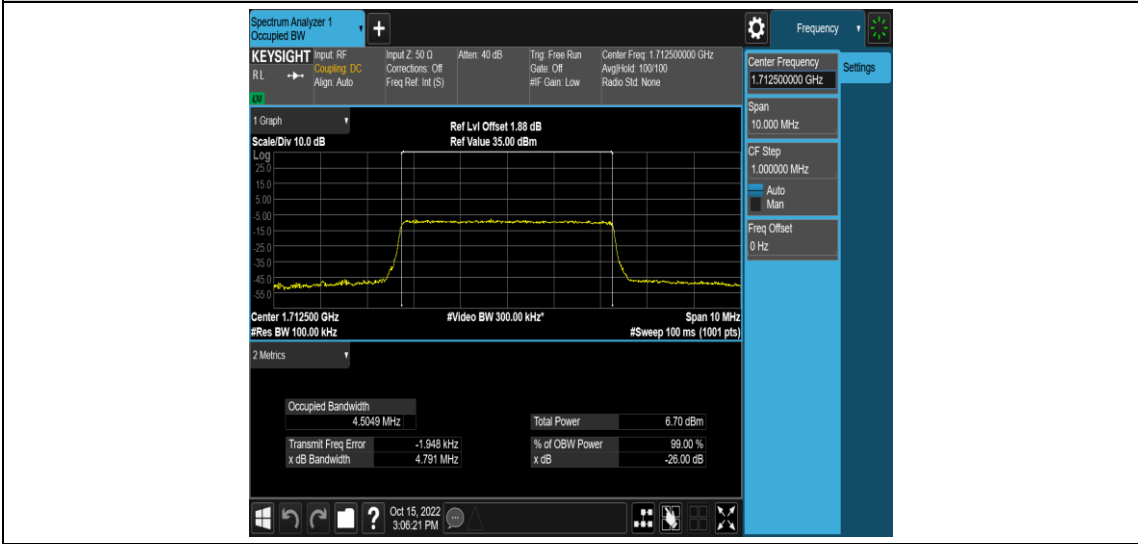 Spectrum Analyzer 1
Occupied BW
+
Frequency
KEYSIGHT
RL
LXI
Input: RF
Coupling: DC
Align: Auto
Input Z: 50 Ω
Corrections: Off
Freq Ref: Int (S)
Atten: 40 dB
Trig: Free Run
Gate: Off
#IF Gain: Low
Center Freq: 1.712500000 GHz
Avg|Hold: 100/100
Radio Std: None
Center Frequency
1.712500000 GHz
Settings
Span
10.000 MHz
CF Step
1.000000 MHz
Auto
Man
Freq Offset
0 Hz
1 Graph
Ref Lvl Offset 1.88 dB
Scale/Div 10.0 dB
Ref Value 35.00 dBm
Log
25.0
15.0
5.00
-5.00
-15.0
-25.0
-35.0
-45.0
-55.0
Center 1.712500 GHz
#Video BW 300.00 kHz*
Span 10 MHz
#Res BW 100.00 kHz
#Sweep 100 ms (1001 pts)
2 Metrics
Occupied Bandwidth
4.5049 MHz
Total Power 6.70 dBm
Transmit Freq Error -1.948 kHz
% of OBW Power 99.00 %
x dB Bandwidth 4.791 MHz
x dB -26.00 dB
?
Oct 15, 2022
3:06:21 PM